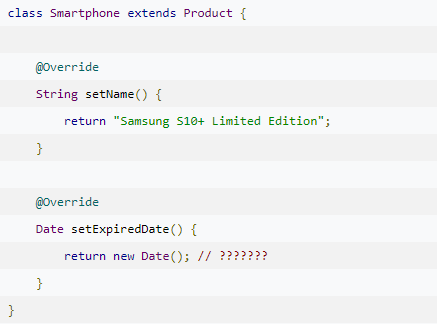 class Smartphone extends Product {
@Override
String setName() {
return "Samsung S10+ Limited Edition";
}
@Override
Date setExpiredDate() {
return new Date(); // ???????
}
}